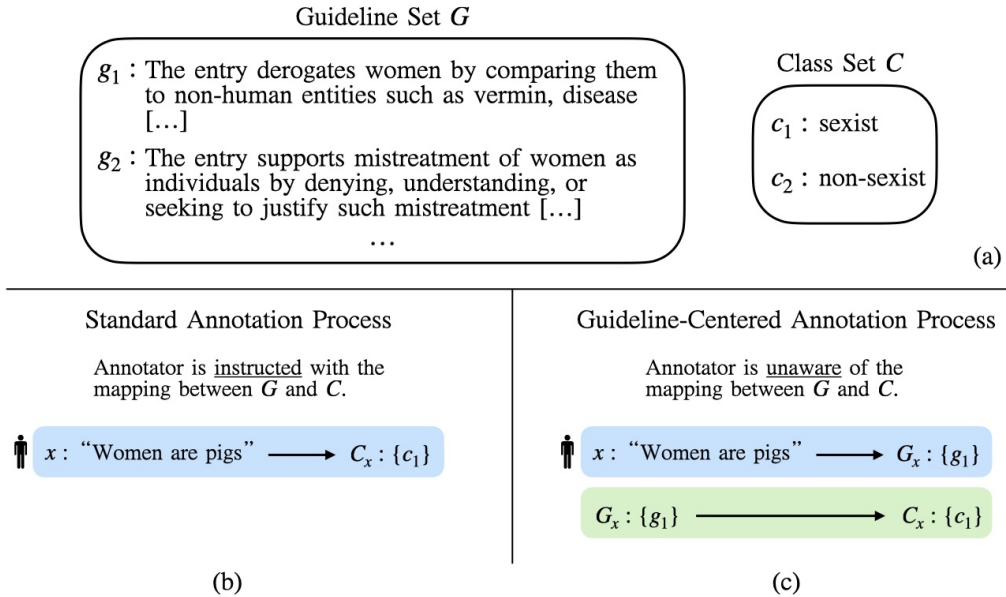 Guideline Set G
g1 : The entry derogates women by comparing them
to non-human entities such as vermin, disease
[…]
g2 : The entry supports mistreatment of women as
individuals by denying, understanding, or
seeking to justify such mistreatment […]
…
Class Set C
c1 : sexist
c2 : non-sexist
(a)
Standard Annotation Process
Annotator is instructed with the
mapping between G and C.
x : “Women are pigs” ⟶ Cx : {c1}
(b)
Guideline-Centered Annotation Process
Annotator is unaware of the
mapping between G and C.
x : “Women are pigs” ⟶ Gx : {g1}
Gx : {g1} ⟶ Cx : {c1}
(c)